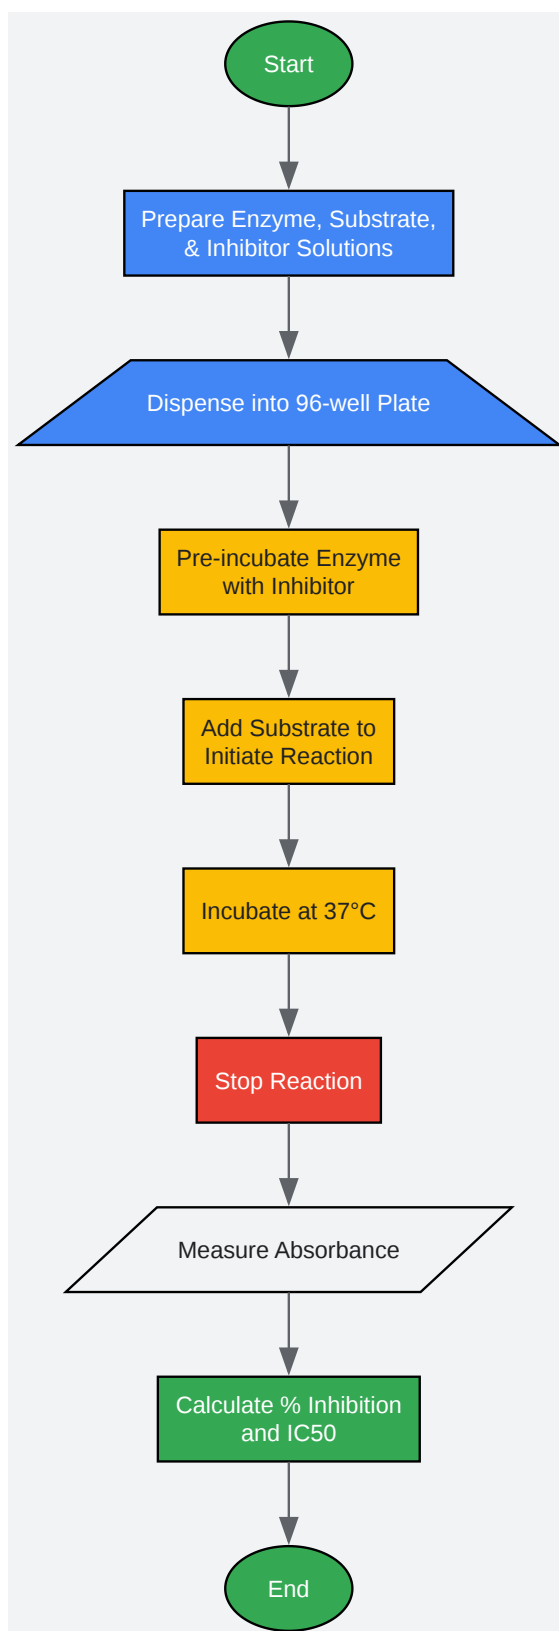 Start
Prepare Enzyme, Substrate,
& Inhibitor Solutions
Dispense into 96-well Plate
Pre-incubate Enzyme
with Inhibitor
Add Substrate to
Initiate Reaction
Incubate at 37°C
Stop Reaction
Measure Absorbance
Calculate % Inhibition
and IC50
End